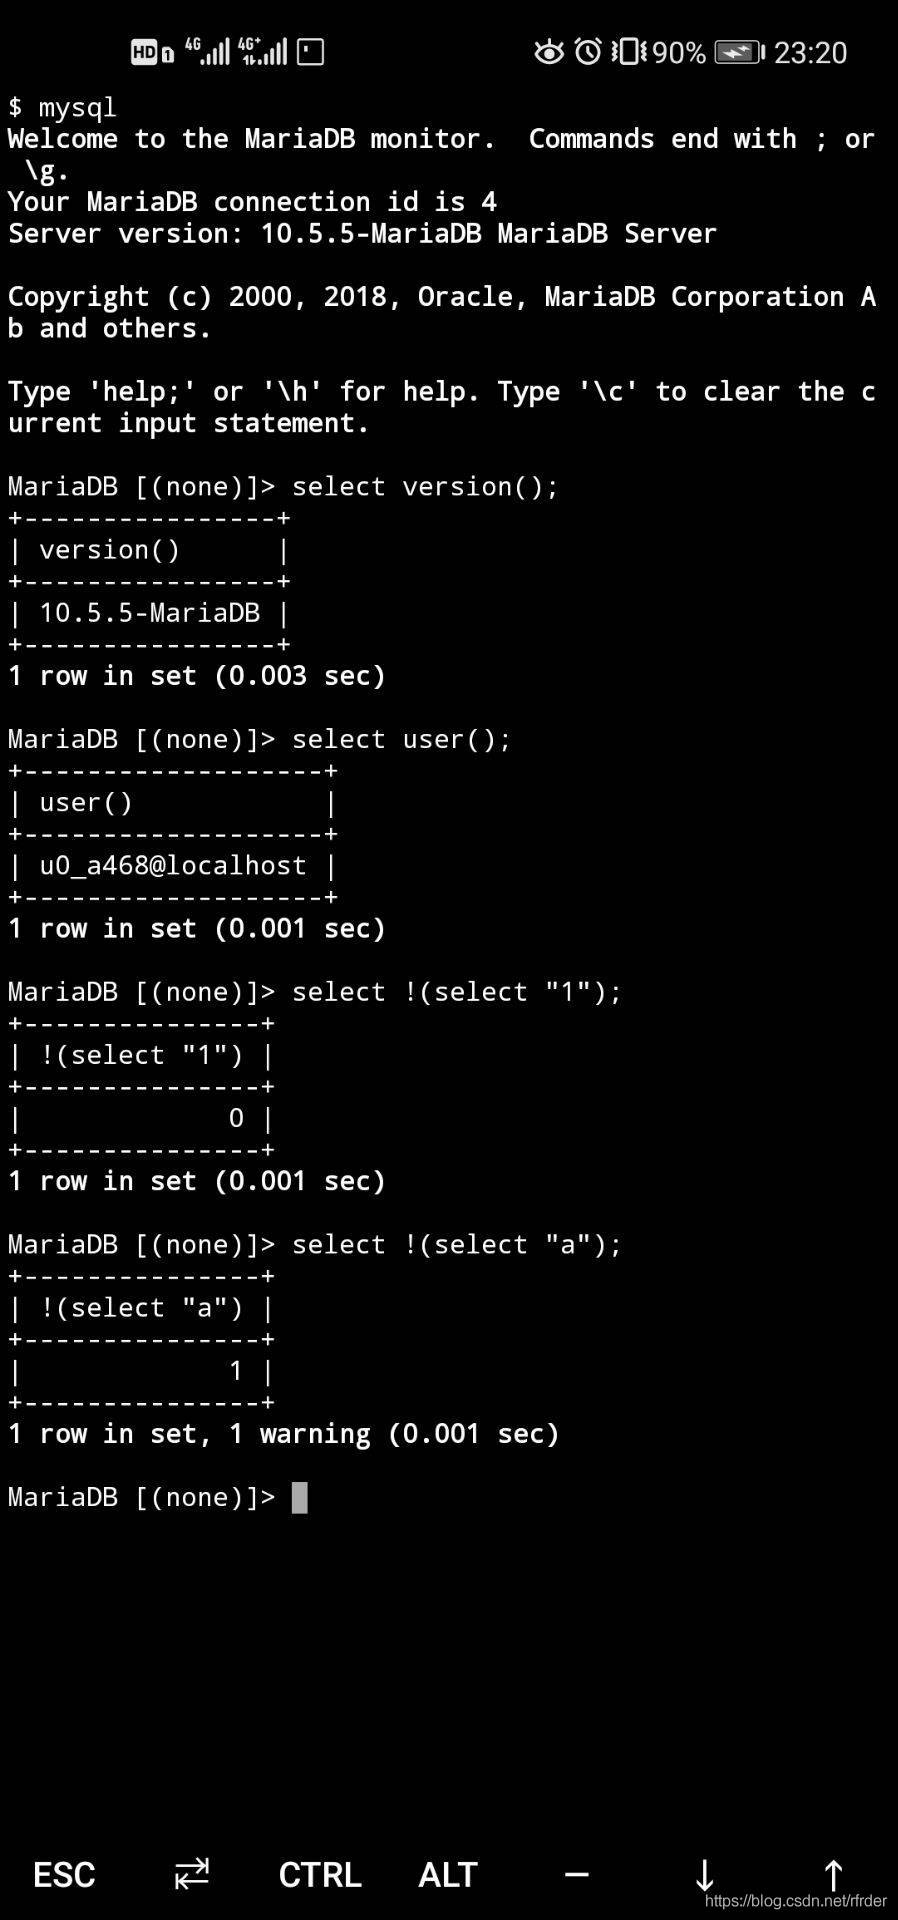 HD 1 4G 4G+ 90% 23:20
$ mysql
Welcome to the MariaDB monitor.  Commands end with ; or
 \g.
Your MariaDB connection id is 4
Server version: 10.5.5-MariaDB MariaDB Server
Copyright (c) 2000, 2018, Oracle, MariaDB Corporation A
b and others.
Type 'help;' or '\h' for help. Type '\c' to clear the c
urrent input statement.
MariaDB [(none)]> select version();
+----------------+
| version()      |
+----------------+
| 10.5.5-MariaDB |
+----------------+
1 row in set (0.003 sec)
MariaDB [(none)]> select user();
+-------------------+
| user()            |
+-------------------+
| u0_a468@localhost |
+-------------------+
1 row in set (0.001 sec)
MariaDB [(none)]> select !(select "1");
+---------------+
| !(select "1") |
+---------------+
|             0 |
+---------------+
1 row in set (0.001 sec)
MariaDB [(none)]> select !(select "a");
+---------------+
| !(select "a") |
+---------------+
|             1 |
+---------------+
1 row in set, 1 warning (0.001 sec)
MariaDB [(none)]>
ESC ⇄ CTRL ALT — ↓ ↑
https://blog.csdn.net/rfrder